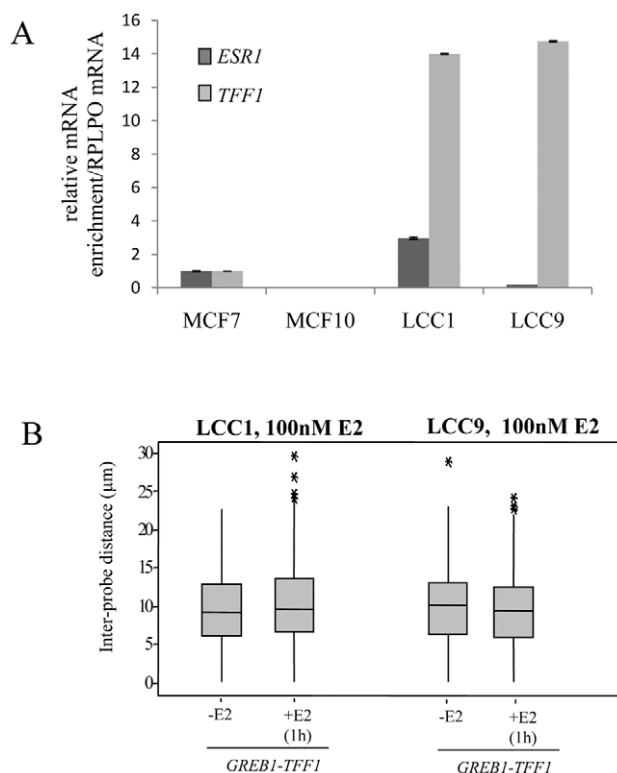 A
relative mRNA
enrichment/RPLPO mRNA
16
14
12
10
8
6
4
2
0
ESR1
TFF1
MCF7 MCF10 LCC1 LCC9
B
LCC1, 100nM E2 LCC9, 100nM E2
Inter-probe distance (µm)
30
25
20
15
10
5
0
-E2 +E2 -E2 +E2
(1h) (1h)
GREB1-TFF1 GREB1-TFF1